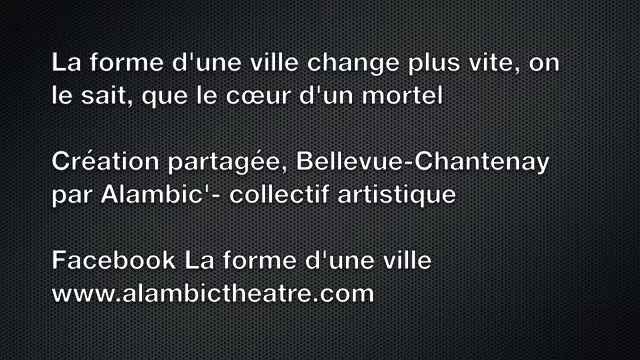 La forme d'une ville change plus vite, on
le sait, que le cœur d'un mortel
Création partagée, Bellevue-Chantenay
par Alambic'- collectif artistique
Facebook La forme d'une ville
www.alambictheatre.com